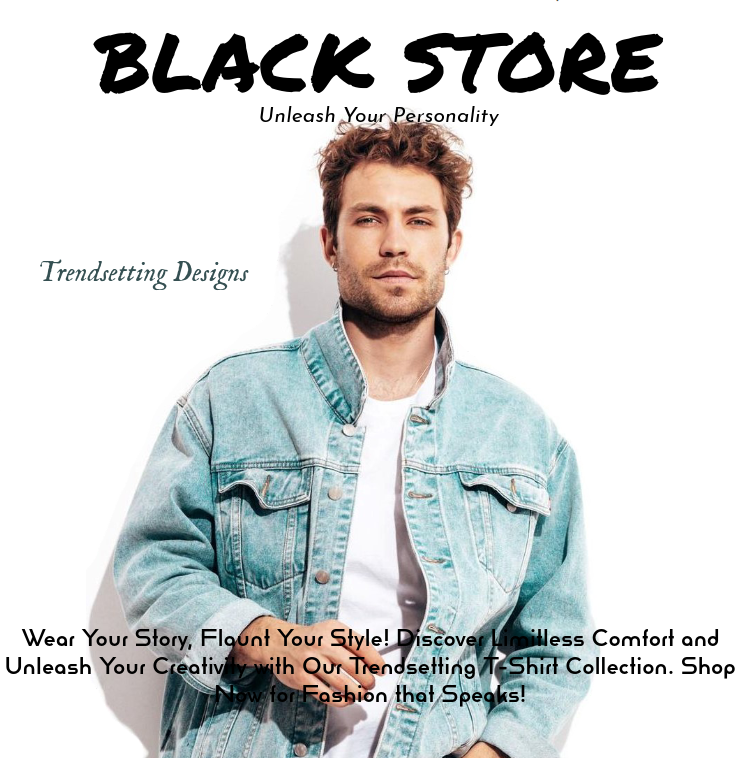 BLACK STORE
Unleash Your Personality
Trendsetting Designs
Wear Your Story, Flaunt Your Style! Discover Limitless Comfort and
Unleash Your Creativity with Our Trendsetting T-Shirt Collection. Shop
Now for Fashion that Speaks!